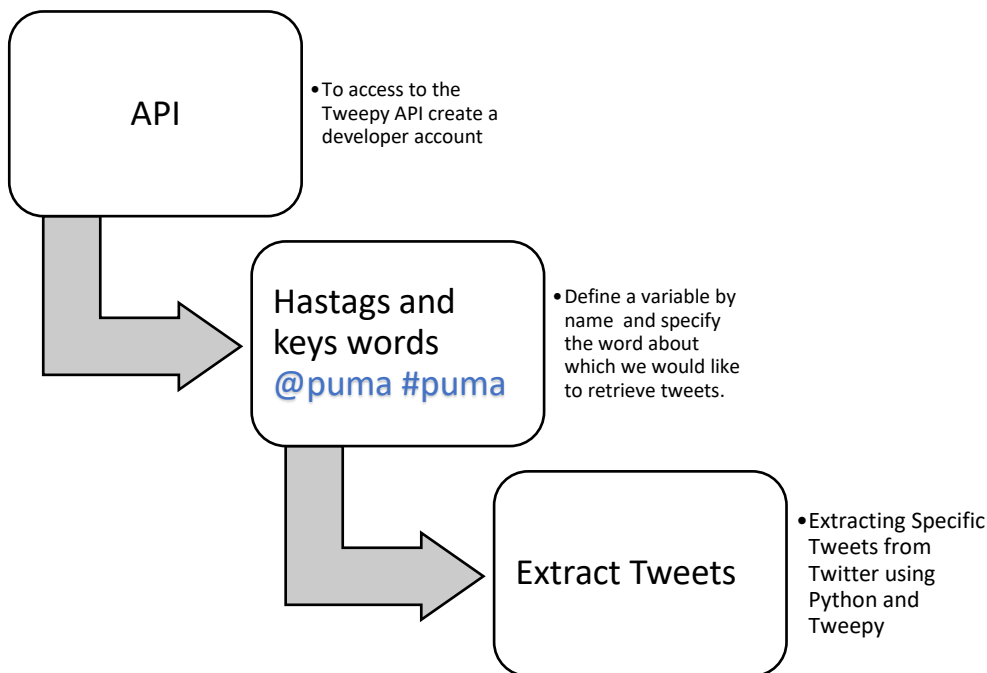 API
•To access to the
Tweepy API create a
developer account
Hastags and
keys words
@puma #puma
•Define a variable by
name and specify
the word about
which we would like
to retrieve tweets.
Extract Tweets
•Extracting Specific
Tweets from
Twitter using
Python and
Tweepy